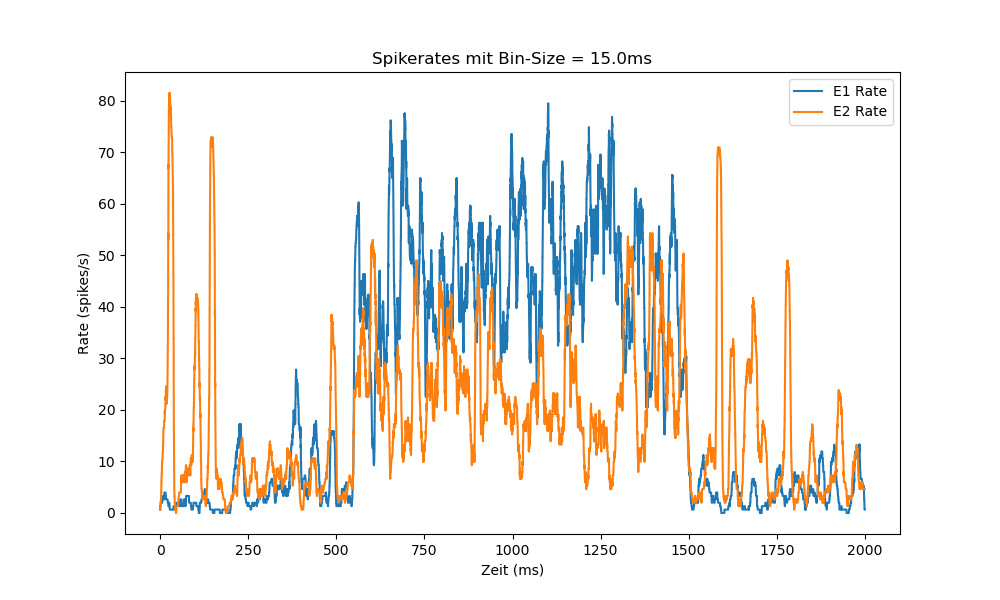 Spikerates mit Bin-Size = 15.0ms
E1 Rate
E2 Rate
Rate (spikes/s)
80
70
60
50
40
30
20
10
0
0 250 500 750 1000 1250 1500 1750 2000
Zeit (ms)